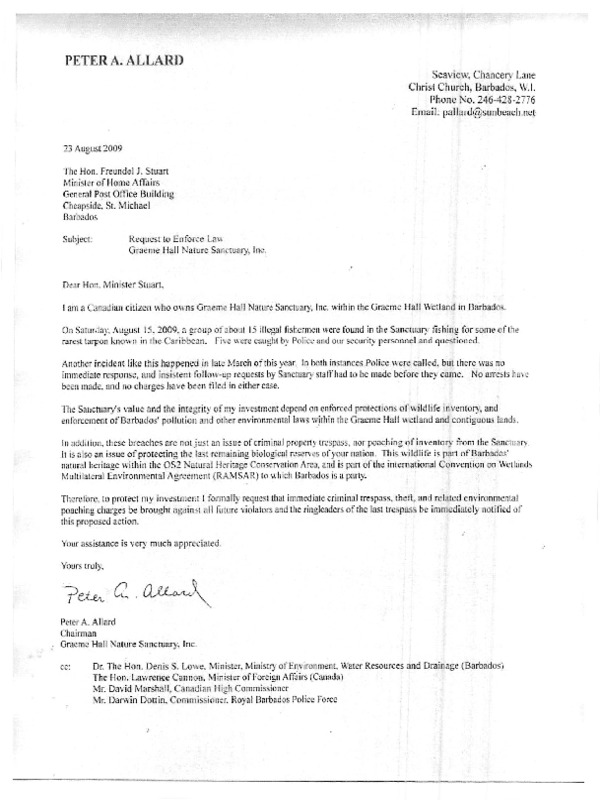 PETER A. ALLARD
Seaview, Chancery Lane
Christ Church, Barbados, W.I.
Phone No. 246-428-2776
Email: pallard@sunbeach.net
23 August 2009
The Hon. Freundel J. Stuart
Minister of Home Affairs
General Post Office Building
Cheapside, St. Michael
Barbados
Subject: Request to Enforce Law
Graeme Hall Nature Sanctuary, Inc.
Dear Hon. Minister Stuart,
I am a Canadian citizen who owns Graeme Hall Nature Sanctuary, Inc. within the Graeme Hall Wetland in Barbados.
On Saturday, August 15, 2009, a group of about 15 illegal fishermen were found in the Sanctuary fishing for some of the
rarest tarpon known in the Caribbean. Five were caught by Police and our security personnel and questioned.
Another incident like this happened in late March of this year. In both instances Police were called, but there was no
immediate response, and insistent follow-up requests by Sanctuary staff had to be made before they came. No arrests have
been made, and no charges have been filed in either case.
The Sanctuary's value and the integrity of my investment depend on enforced protections of wildlife inventory, and
enforcement of Barbados' pollution and other environmental laws within the Graeme Hall wetland and contiguous lands.
In addition, these breaches are not just an issue of criminal property trespass, nor poaching of inventory from the Sanctuary.
It is also an issue of protecting the last remaining biological reserves of your nation. This wildlife is part of Barbados'
natural heritage within the OS2 Natural Heritage Conservation Area, and is part of the international Convention on Wetlands
Multilateral Environmental Agreement (RAMSAR) to which Barbados is a party.
Therefore, to protect my investment I formally request that immediate criminal trespass, theft, and related environmental
poaching charges be brought against all future violators and the ringleaders of the last trespass be immediately notified of
this proposed action.
Your assistance is very much appreciated.
Yours truly,
Peter A. Allard
Peter A. Allard
Chairman
Graeme Hall Nature Sanctuary, Inc.
cc: Dr. The Hon. Denis S. Lowe, Minister, Ministry of Environment, Water Resources and Drainage (Barbados)
The Hon. Lawrence Cannon, Minister of Foreign Affairs (Canada)
Mr. David Marshall, Canadian High Commissioner
Mr. Darwin Dottin, Commissioner, Royal Barbados Police Force